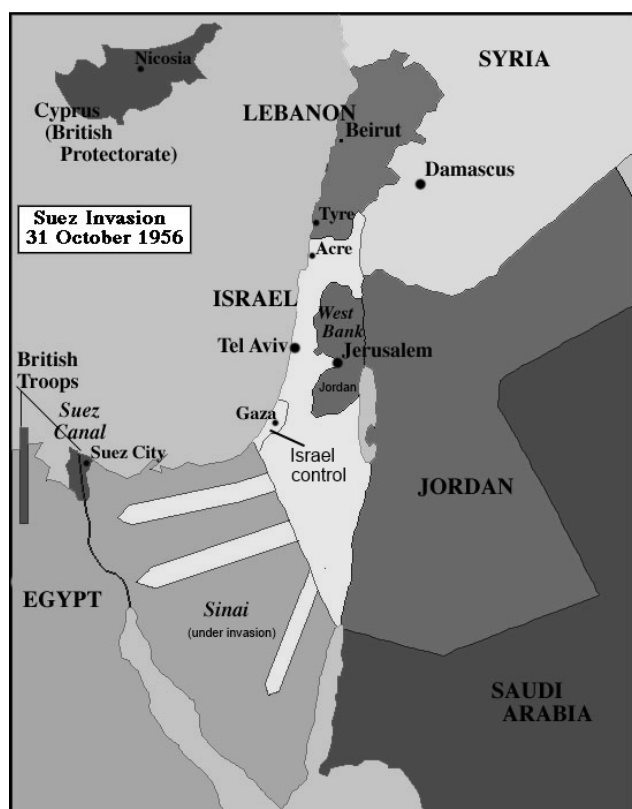 Nicosia
Cyprus
(British
Protectorate)
SYRIA
LEBANON
Beirut
Damascus
Suez Invasion
31 October 1956
Tyre
Acre
ISRAEL
West
Bank
Tel Aviv
Jerusalem
Jordan
British
Troops
Suez
Canal
Suez City
Gaza
Israel
control
JORDAN
EGYPT
Sinai
(under invasion)
SAUDI
ARABIA